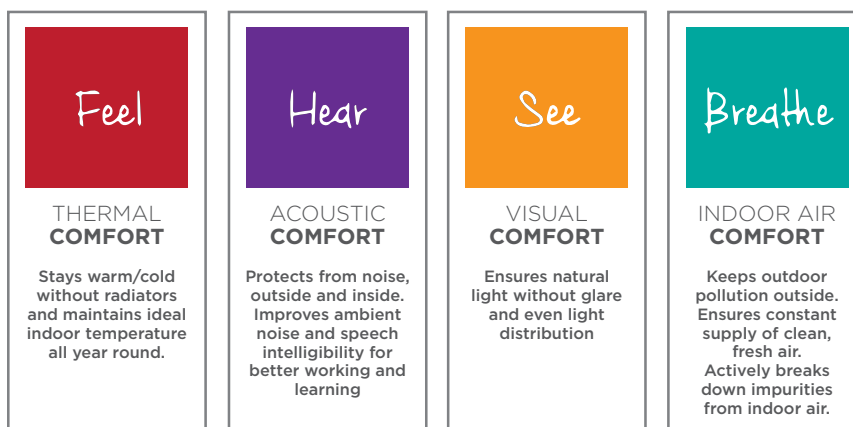 Feel
THERMAL
COMFORT
Stays warm/cold
without radiators
and maintains ideal
indoor temperature
all year round.
Hear
ACOUSTIC
COMFORT
Protects from noise,
outside and inside.
Improves ambient
noise and speech
intelligibility for
better working and
learning
See
VISUAL
COMFORT
Ensures natural
light without glare
and even light
distribution
Breathe
INDOOR AIR
COMFORT
Keeps outdoor
pollution outside.
Ensures constant
supply of clean,
fresh air.
Actively breaks
down impurities
from indoor air.